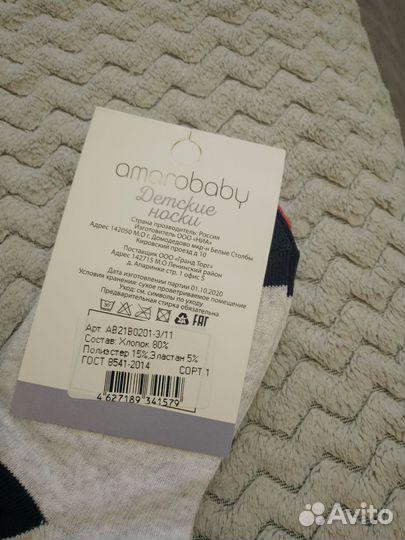 amarobaby
Детские
носки
Страна производитель: Россия
Изготовитель ООО «НИА»
Адрес 142050 М.О г. Домодедово мкр-н Белые Столбы
Кировский проезд д.10
Поставщик ООО «Гранд Торг»
Адрес 142715 М.О Ленинский район
д. Апаринки стр. 1 офис 5
Дата изготовления партии 01.10.2020
Условия хранения: сухое проветриваемое помещение
Уход: см. символы по уходу.
Предварительная стирка обязательна
EAC
Арт. AB21B0201-3/11
Состав: Хлопок 80%
Полиэстер 15%,Эластан 5%
ГОСТ 8541-2014
СОРТ 1
4 627189 341579
Avito